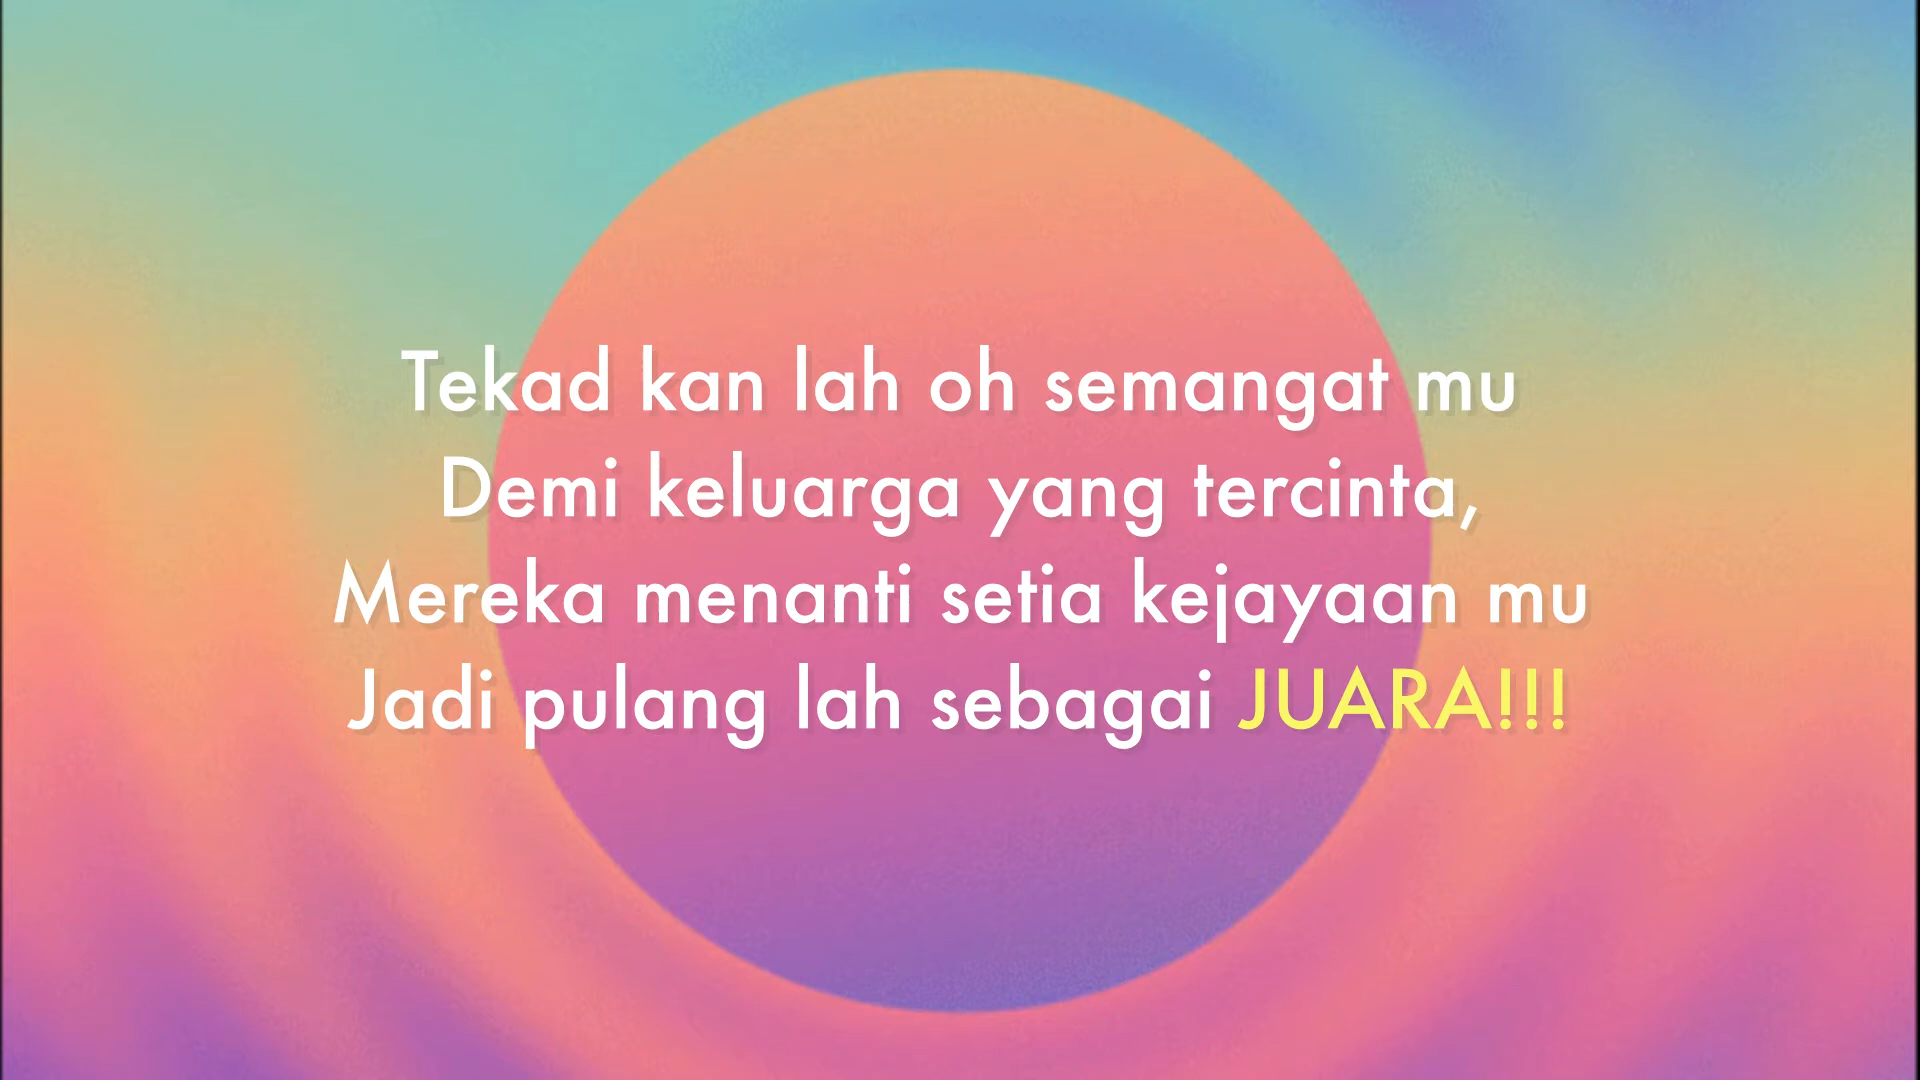 Tekad kan lah oh semangat mu
Demi keluarga yang tercinta,
Mereka menanti setia kejayaan mu
Jadi pulang lah sebagai JUARA!!!